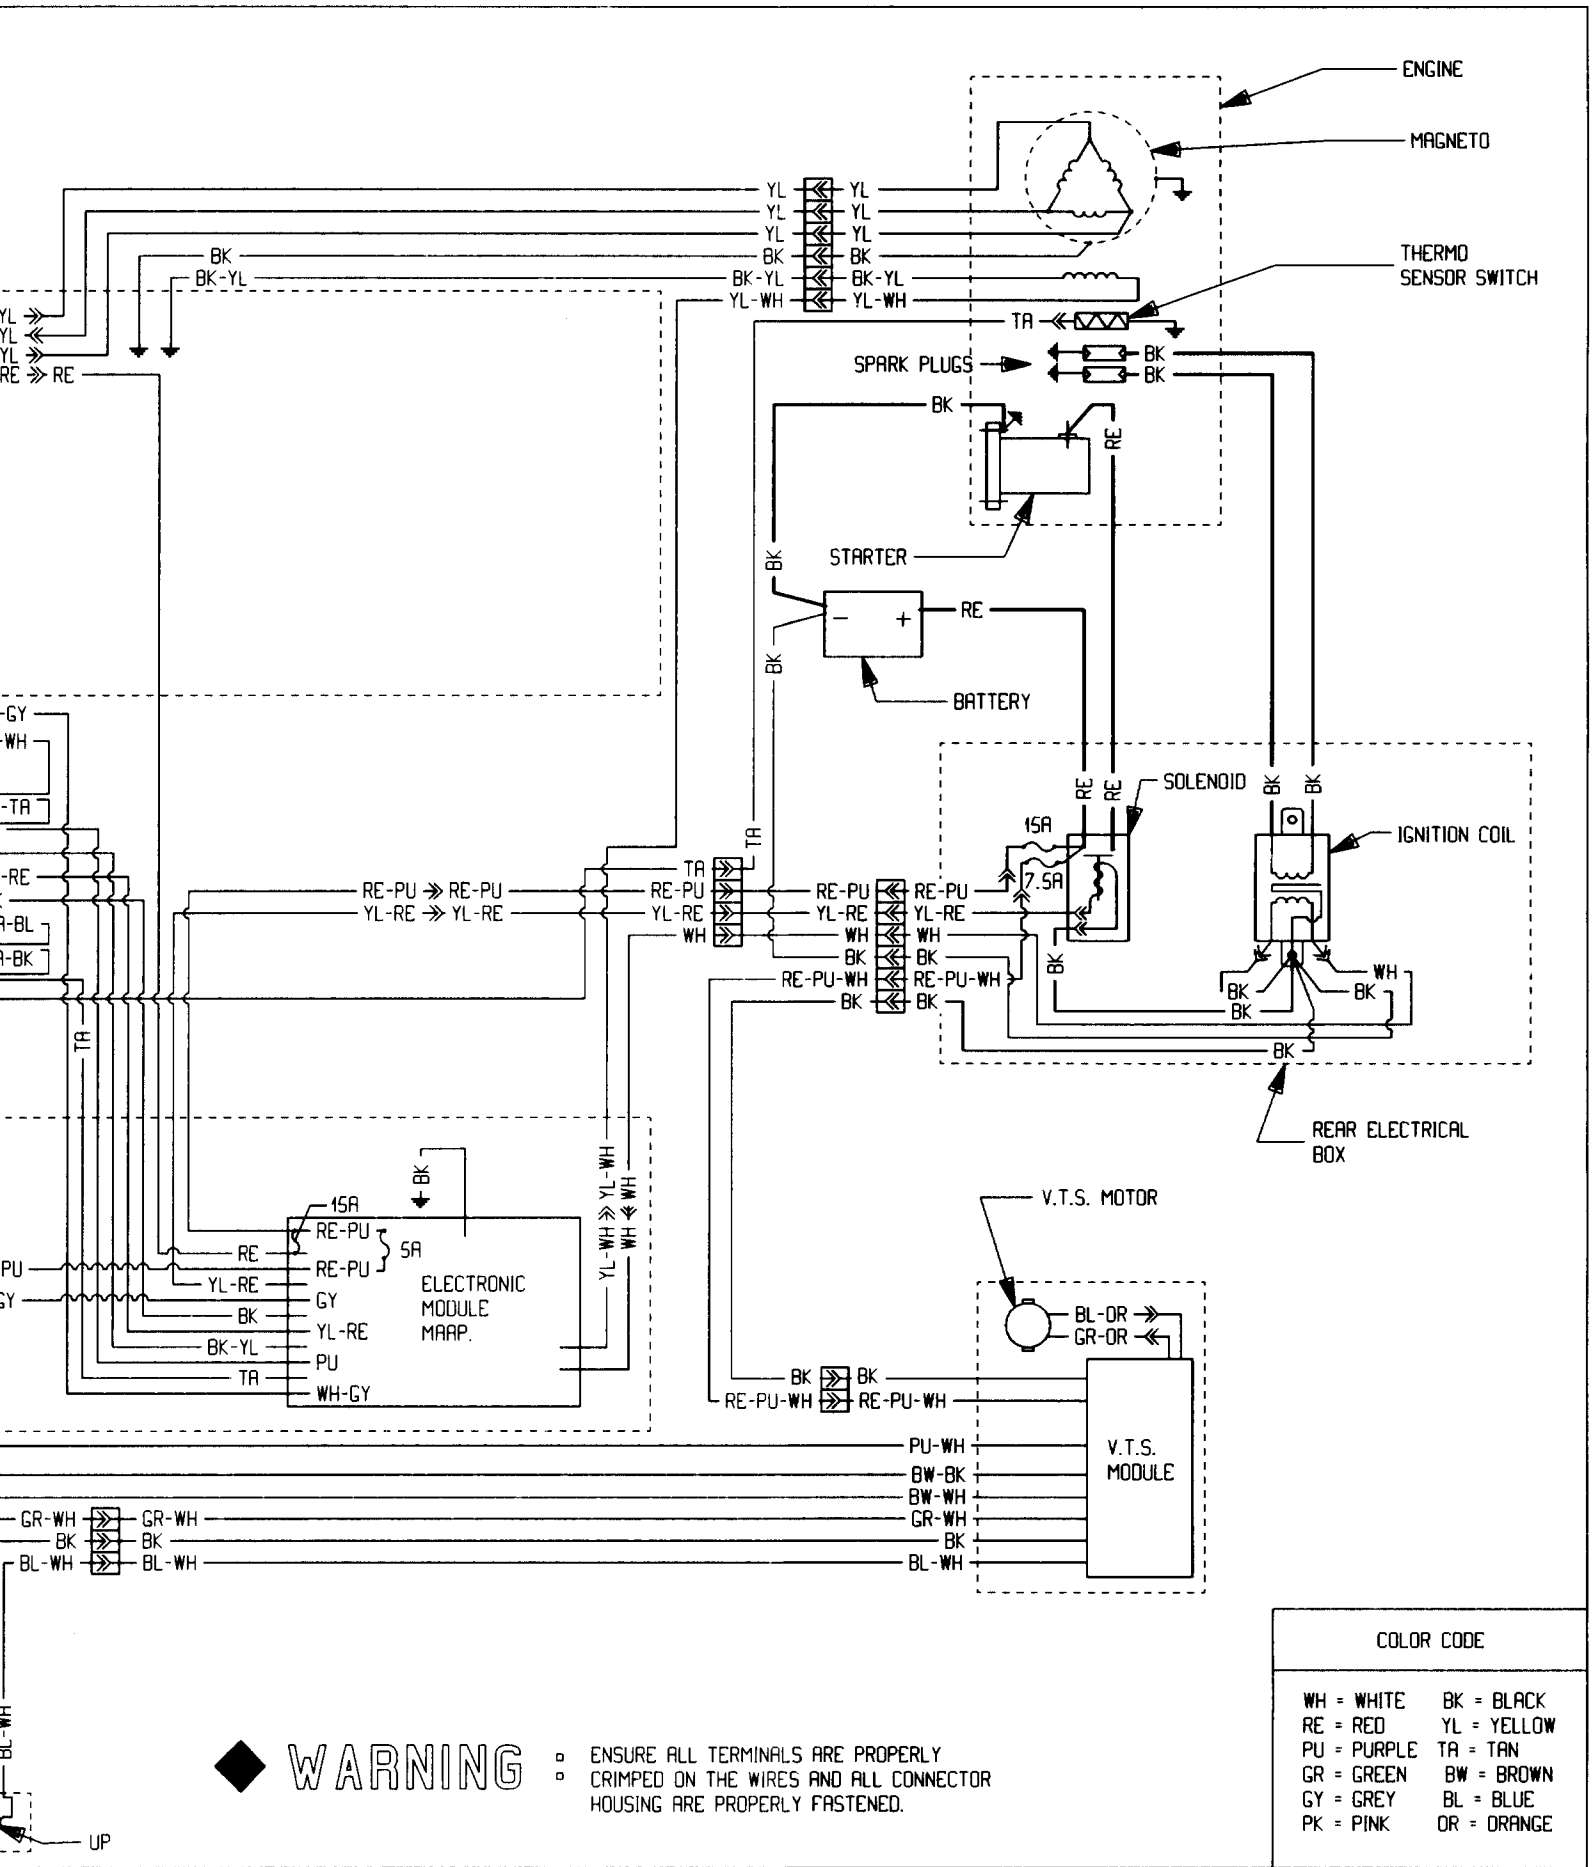 ENGINE
MAGNETO
YL YL
YL YL
YL YL
BK BK BK
BK-YL BK-YL BK-YL
YL-WH YL-WH
THERMO
SENSOR SWITCH
YL
YL
YL
RE RE
TA
SPARK PLUGS
BK
BK
BK
RE
STARTER
BK
RE
- +
BK
BATTERY
-GY
-WH
-TA
-RE
-BL
-BK
RE RE BK BK
SOLENOID
IGNITION COIL
15A
7.5A
TA
TA
RE-PU RE-PU RE-PU RE-PU RE-PU
YL-RE YL-RE YL-RE YL-RE YL-RE
WH WH WH
BK BK
RE-PU-WH RE-PU-WH
BK BK
BK
WH
BK BK
BK
BK
REAR ELECTRICAL
BOX
TA
BK
YL-WH YL-WH
WH WH
15A
RE-PU
5A
RE
PU RE-PU
YL-RE
GY GY
BK
YL-RE
BK-YL
PU
TA
WH-GY
ELECTRONIC
MODULE
MAAP.
V.T.S. MOTOR
BL-OR
GR-OR
BK BK
RE-PU-WH RE-PU-WH
PU-WH
BW-BK
BW-WH
GR-WH GR-WH GR-WH
BK BK BK
BL-WH BL-WH BL-WH
V.T.S.
MODULE
BL-WH
UP
WARNING : ENSURE ALL TERMINALS ARE PROPERLY
CRIMPED ON THE WIRES AND ALL CONNECTOR
HOUSING ARE PROPERLY FASTENED.
COLOR CODE
WH = WHITE BK = BLACK
RE = RED YL = YELLOW
PU = PURPLE TA = TAN
GR = GREEN BW = BROWN
GY = GREY BL = BLUE
PK = PINK OR = ORANGE